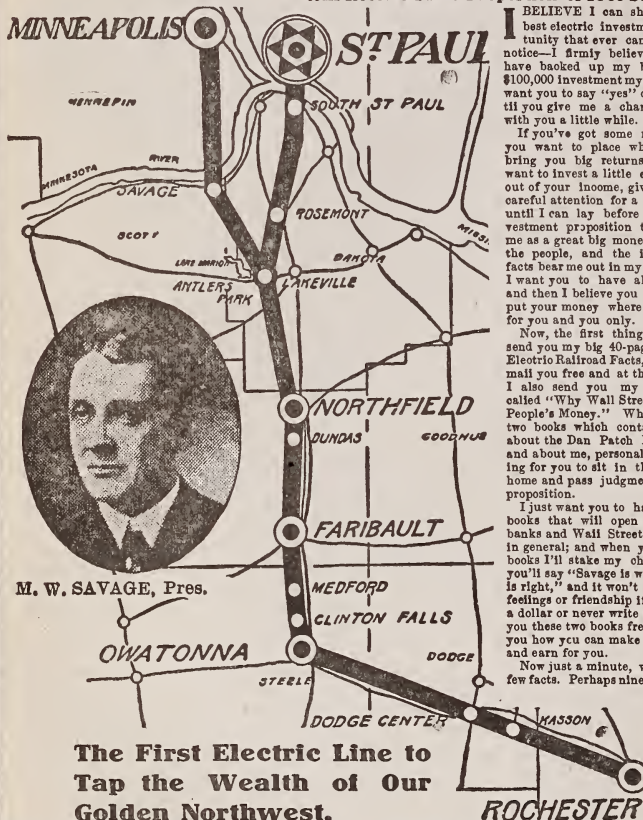 MINNEAPOLIS
ST PAUL
HENNEPIN
SOUTH ST PAUL
MINNESOTA
RIVER
SAVAGE
ROSEMONT
SCOTT
LAKE MARION
DAKOTA
MISSI
ANTLERS
PARK
LAKEVILLE
NORTHFIELD
DUNDAS
GOODHUE
FARIBAULT
M. W. SAVAGE, Pres.
MEDFORD
CLINTON FALLS
OWATONNA
STEELE
DODGE
DODGE CENTER
KASSON
ROCHESTER
The First Electric Line to
Tap the Wealth of Our
Golden Northwest.
I BELIEVE I can sh
best electric investm
tunity that ever can
notice—I firmly believ
have baoked up my
$100,000 investment my
want you to say "yes" o
til you give me a chan
with you a little while.
If you've got some
you want to place wh
bring you big returns
want to invest a little
out of your inoome, giv
careful attention for a
until I can lay before
vestment proposition t
me as a great big mone
the people, and the i
facts bear me out in my
I want you to have al
and then I believe you
put your money where
for you and you only.
Now, the first thing
send you my big 40-pag
Electric Railroad Facts,
mail you free and at th
I also send you my
called "Why Wall Stre
People's Money." Wh
two books which cont
about the Dan Patch
and about me, personal
ing for you to sit in t
home and pass judgme
proposition.
I just want you to ha
books that will open
banks and Wall Street
in general; and when y
books I'll stake my ch
you'll say "Savage is w
is right," and it won't
feelings or friendship i
a dollar or never write
you these two books fre
you how you can make
and earn for you.
Now just a minute, w
few facts. Perhaps nine